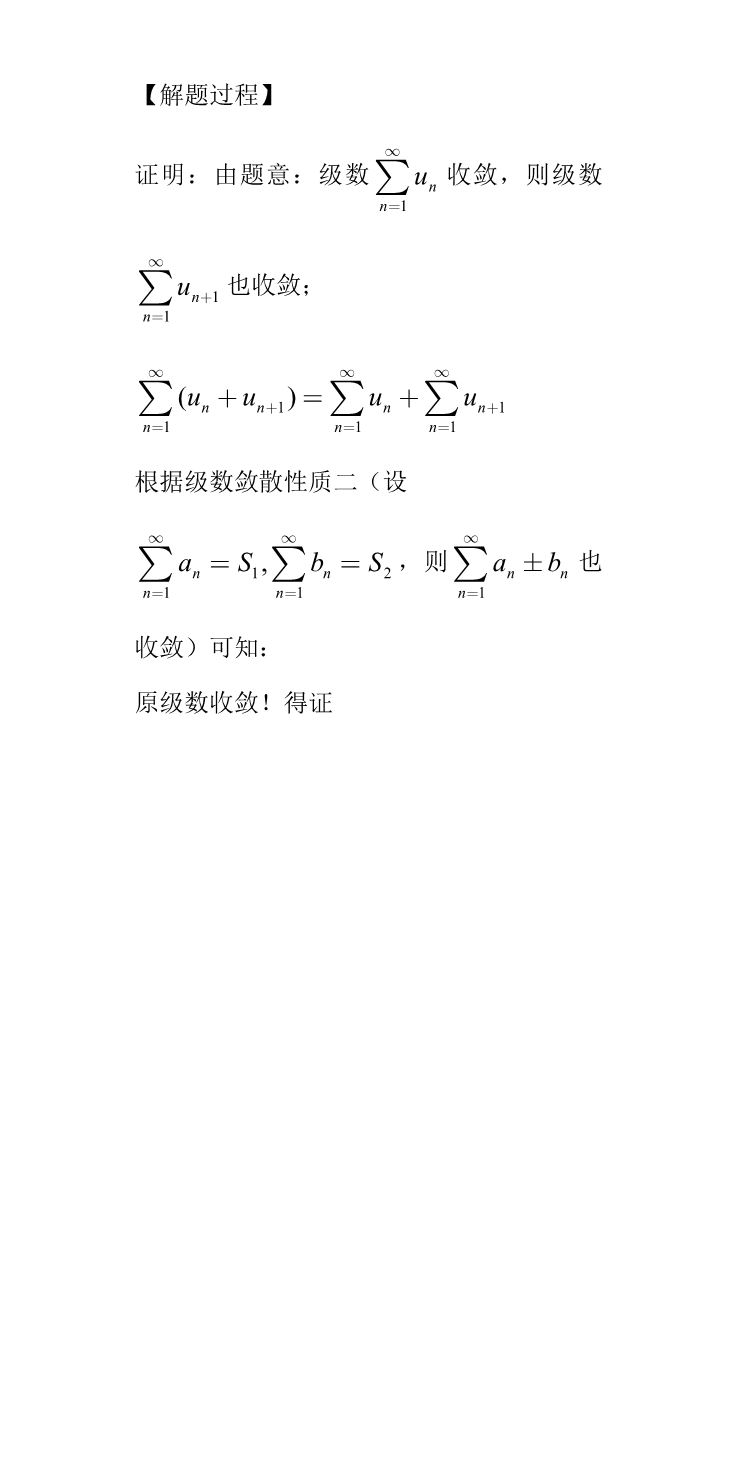 【解题过程】
证明：由题意：级数$\sum_{n=1}^{\infty} u_n$ 收敛，则级数
$\sum_{n=1}^{\infty} u_{n+1}$ 也收敛；
$\sum_{n=1}^{\infty} (u_n + u_{n+1}) = \sum_{n=1}^{\infty} u_n + \sum_{n=1}^{\infty} u_{n+1}$
根据级数敛散性质二（设
$\sum_{n=1}^{\infty} a_n = S_1, \sum_{n=1}^{\infty} b_n = S_2$，则$\sum_{n=1}^{\infty} a_n \pm b_n$ 也
收敛）可知：
原级数收敛！得证